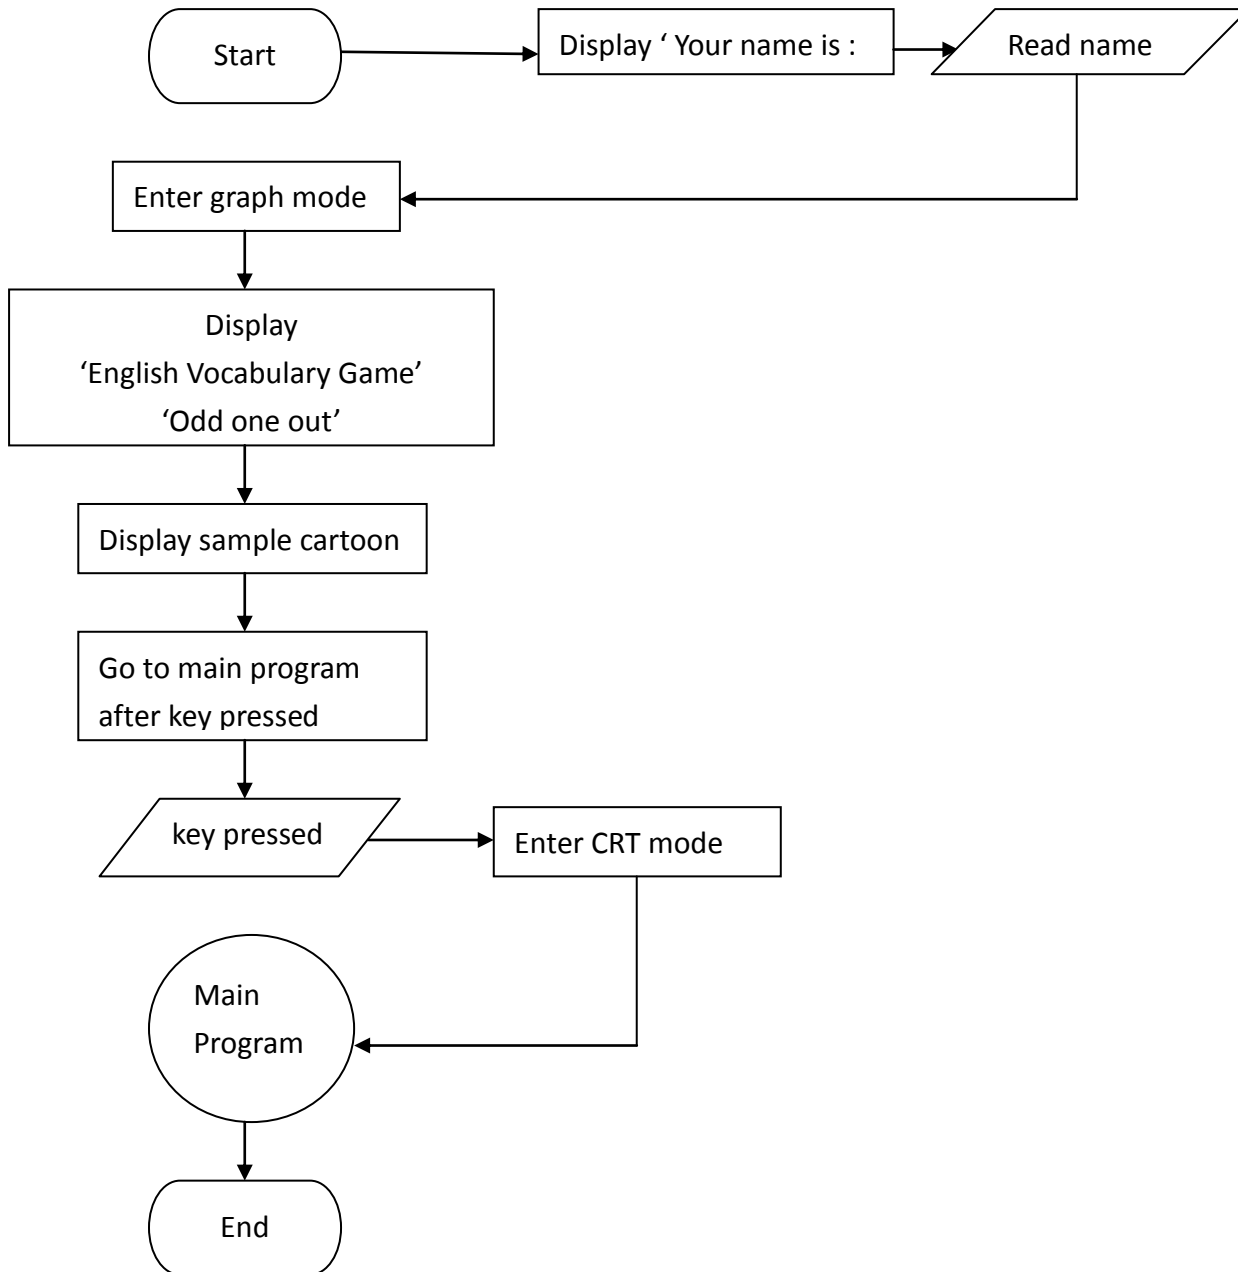 Start
Display ‘ Your name is :
Read name
Enter graph mode
Display
‘English Vocabulary Game’
‘Odd one out’
Display sample cartoon
Go to main program
after key pressed
key pressed
Enter CRT mode
Main
Program
End